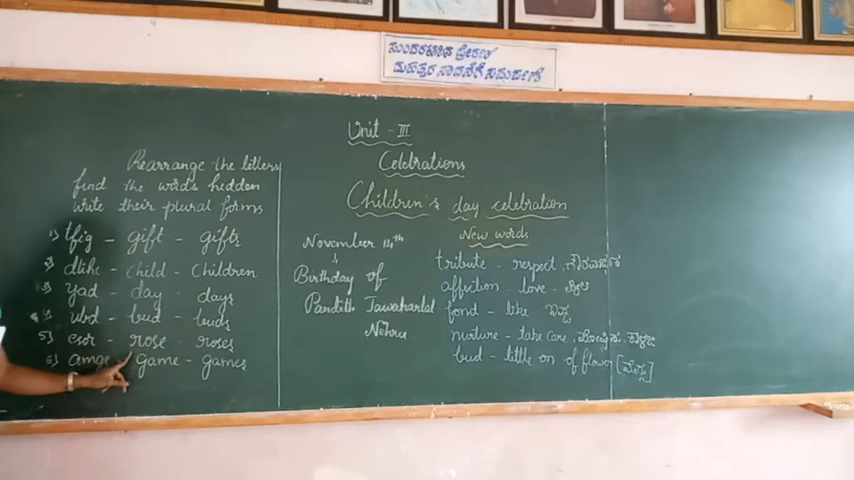 Unit - III
Celebrations
Children's day celebration
Rearrange the letters
find the words hidden
write their plural forms
1) tfig - gift - gifts
2) dlihc - child - Children
3) yad - day - days
4) ubd - bud - buds
5) esor - rose - roses
6) amge - game - games
November 14th
Birthday of
Pandith Jawaharlal
Nehru
New words
tribute - respect
affection - love -
fond - like
nurture - take care
bud - little on of flower